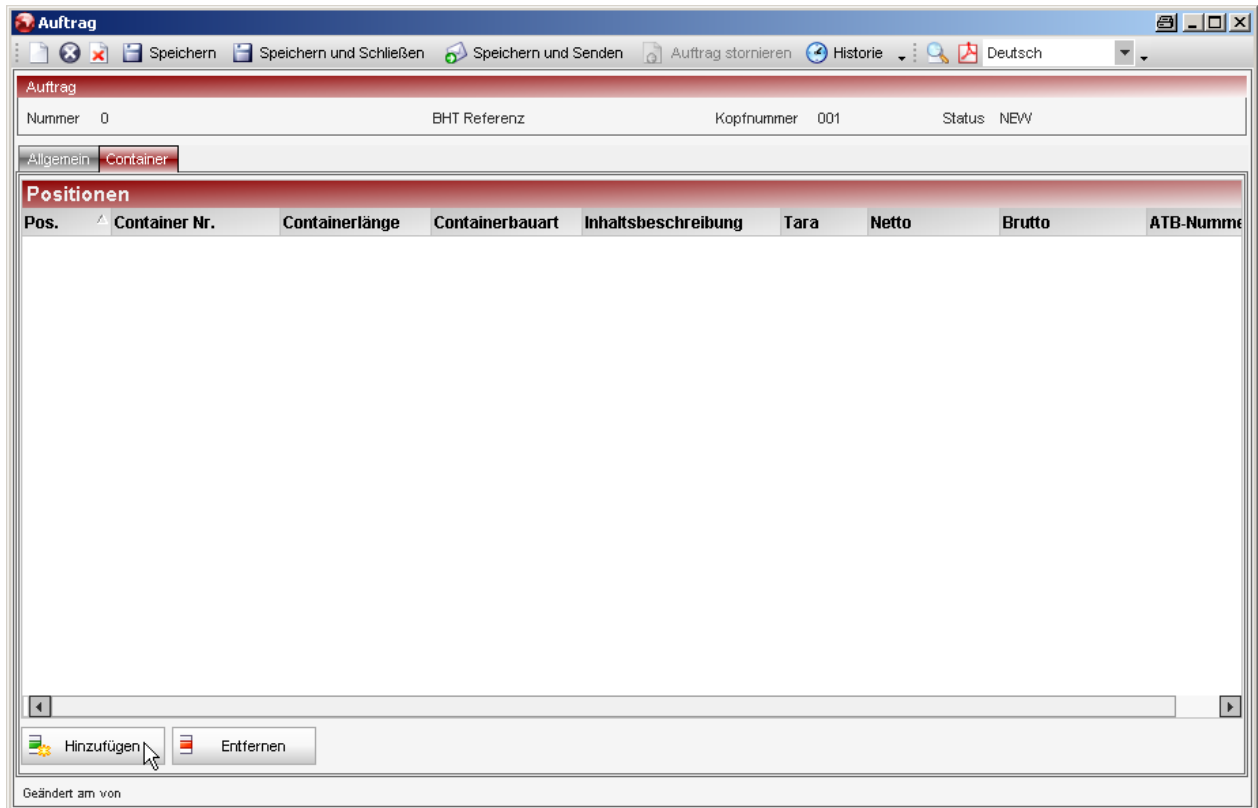 Auftrag
Speichern Speichern und Schließen Speichern und Senden Auftrag stornieren Historie Deutsch
Auftrag
Nummer 0 BHT Referenz Kopfnummer 001 Status NEW
Allgemein Container
Positionen
Pos. Container Nr. Containerlänge Containerbauart Inhaltsbeschreibung Tara Netto Brutto ATB-Numme
Hinzufügen Entfernen
Geändert am von